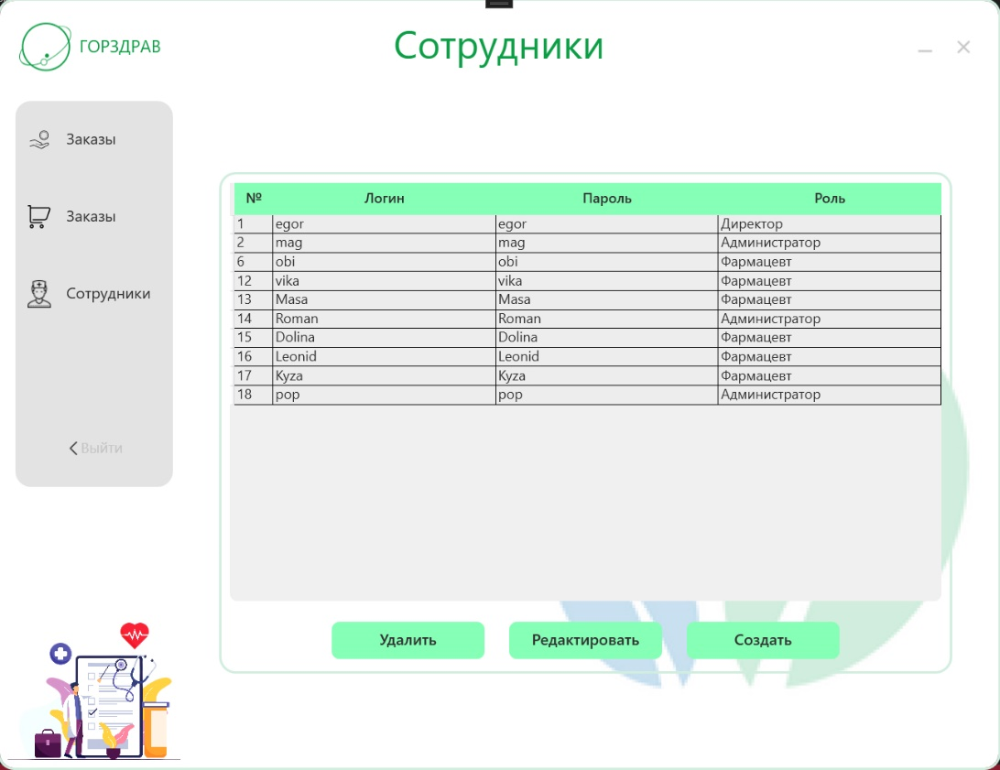 ГОРЗДРАВ
Сотрудники
Заказы
Заказы
Сотрудники
Выйти
№ Логин Пароль Роль
1 egor egor Директор
2 mag mag Администратор
6 obi obi Фармацевт
12 vika vika Фармацевт
13 Masa Masa Фармацевт
14 Roman Roman Администратор
15 Dolina Dolina Фармацевт
16 Leonid Leonid Фармацевт
17 Kyza Kyza Фармацевт
18 pop pop Администратор
Удалить Редактировать Создать